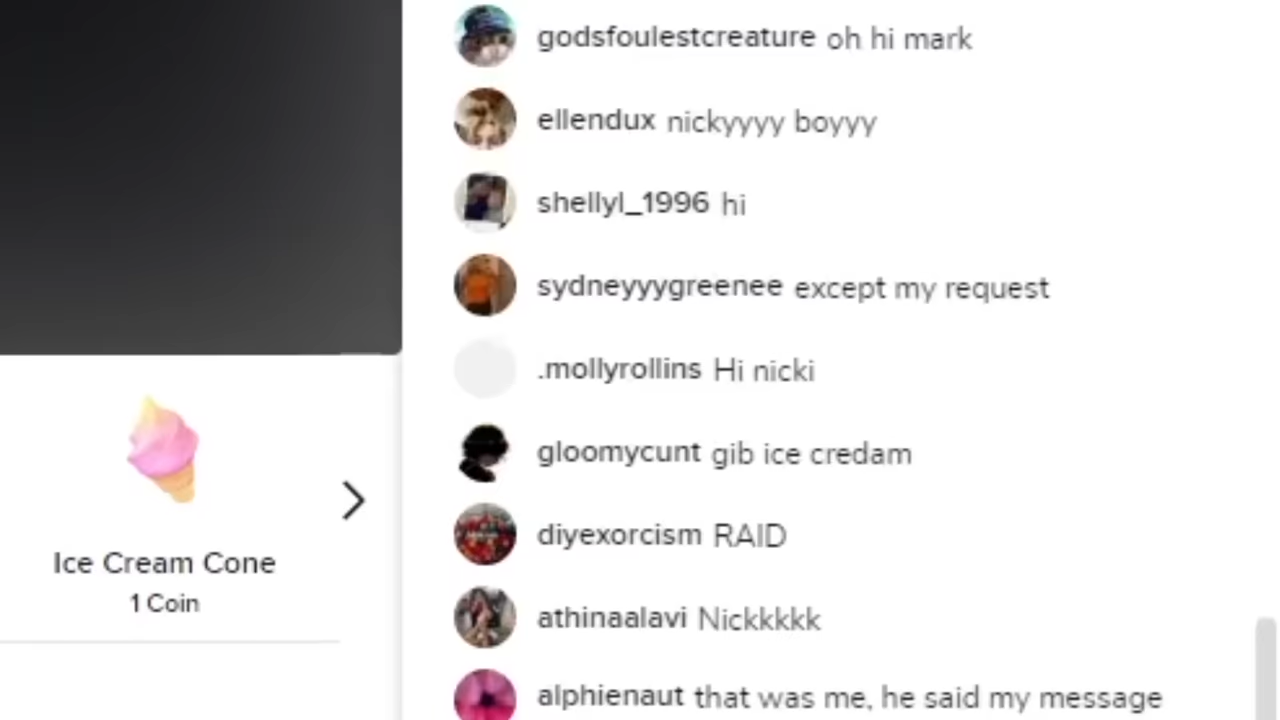 godsfoulestcreature oh hi mark
ellendux nickyyyy boyyy
shellyl_1996 hi
sydneyyygreenee except my request
.mollyrollins Hi nicki
gloomycunt gib ice credam
diyexorcism RAID
athinaalavi Nickkkkk
alphienaut that was me, he said my message
Ice Cream Cone
1 Coin